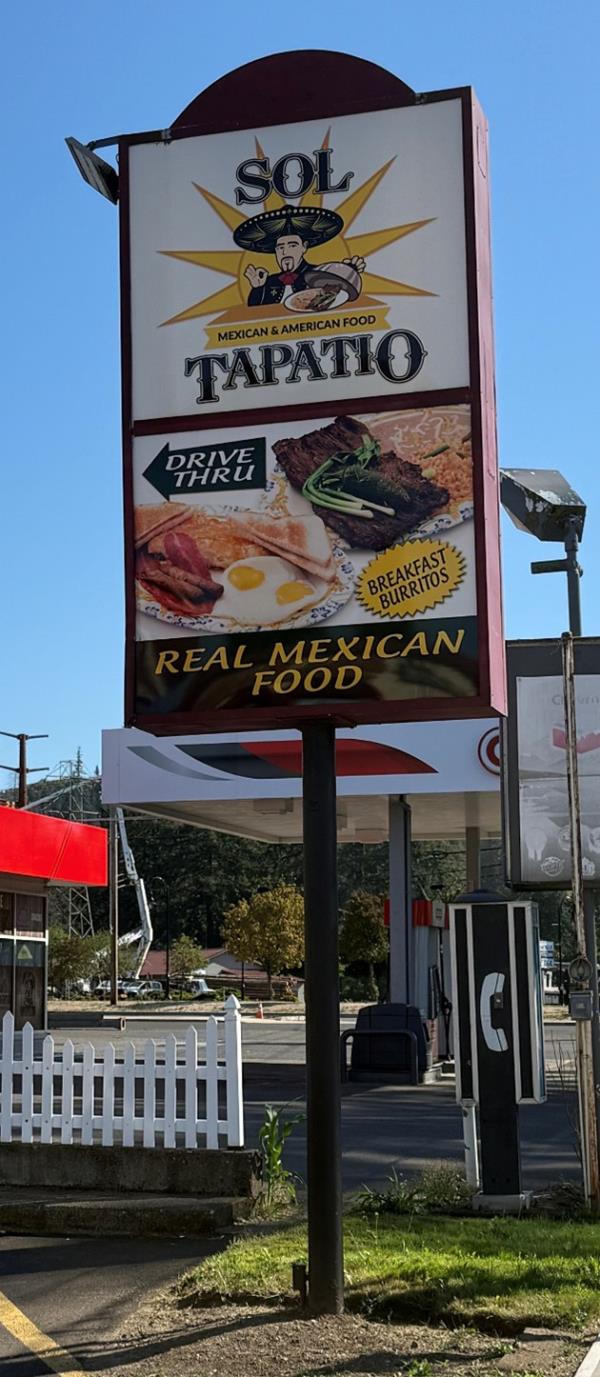 SOL
MEXICAN & AMERICAN FOOD
TAPATIO
DRIVE
THRU
BREAKFAST
BURRITOS
REAL MEXICAN
FOOD